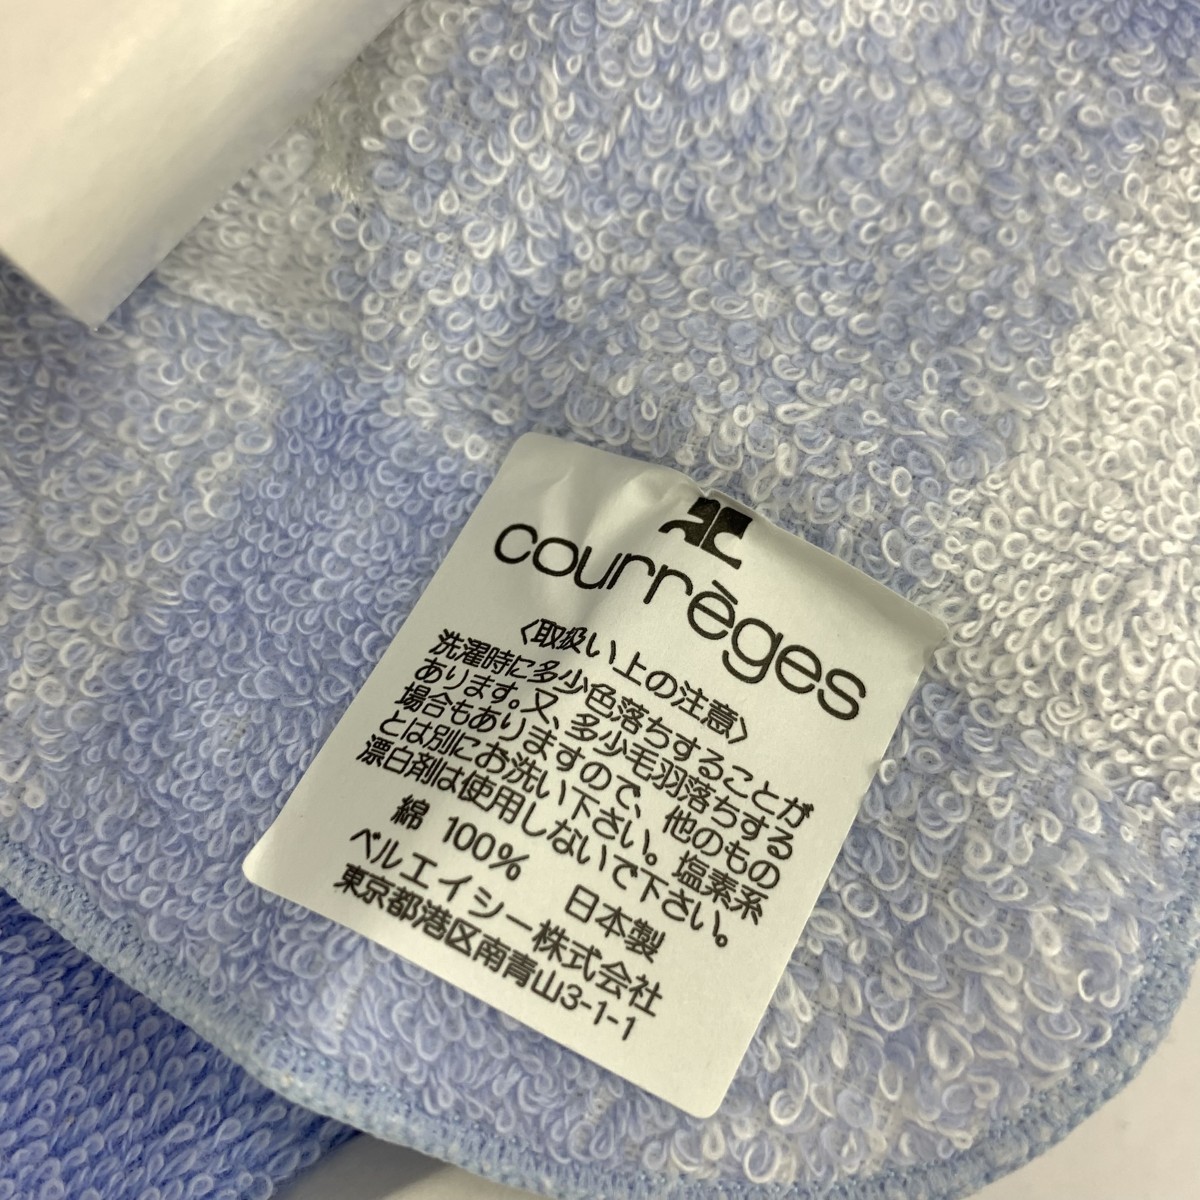 AC
courrèges
〈取扱い上の注意〉
洗濯時に多少色落ちすることが
あります。又、多少毛羽落ちする
場合もありますので、他のもの
とは別にお洗い下さい。塩素系
漂白剤は使用しないで下さい。
綿 100% 日本製
ベルエイシー株式会社
東京都港区南青山3-1-1